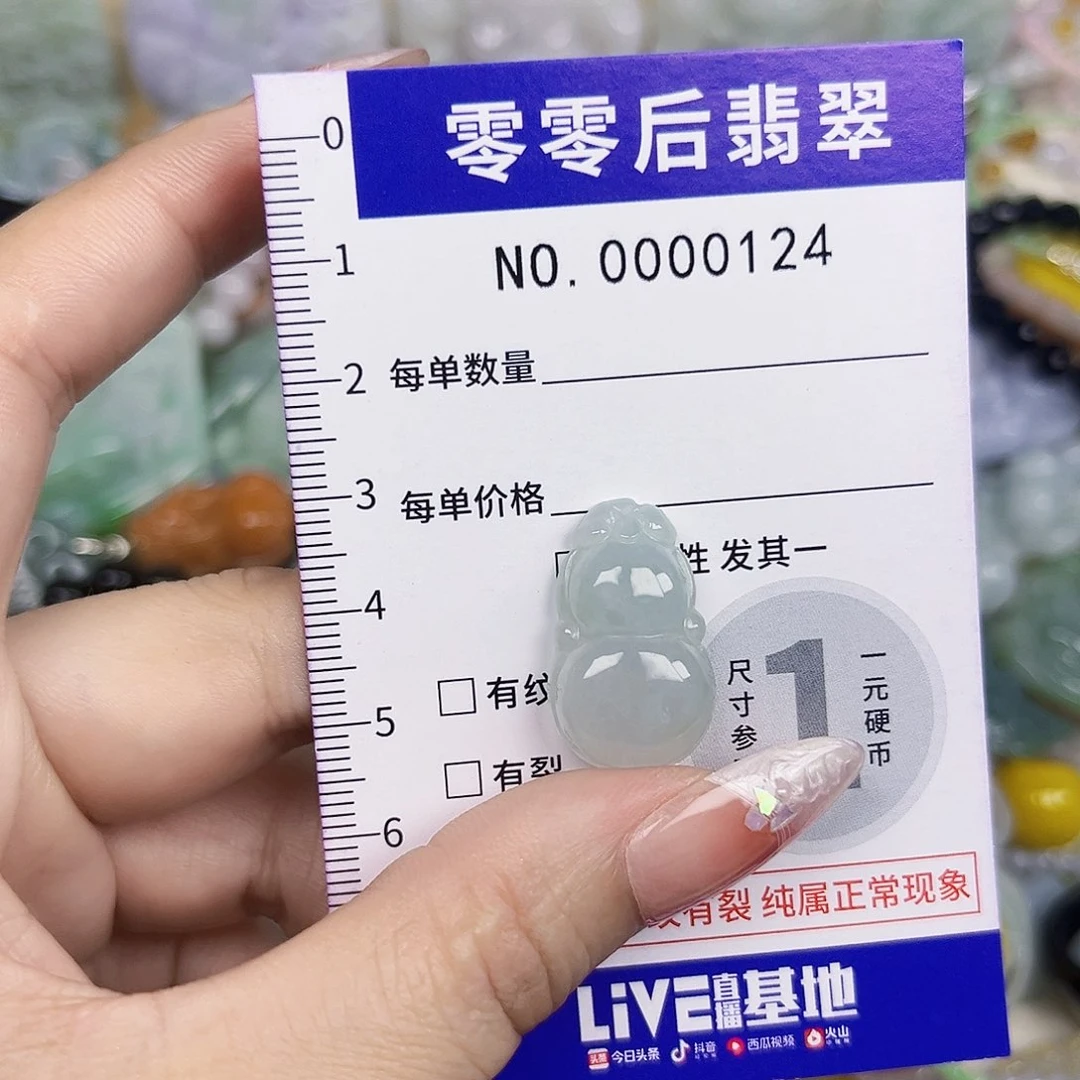 零零后翡翠
0
NO. 0000124
1
2
每单数量
3
每单价格
性 发其一
4
有纹
尺寸参
1
一元硬币
5
有裂
6
有裂 纯属正常现象
LiVE直播基地
头条 今日头条 抖音 西瓜视频 火山